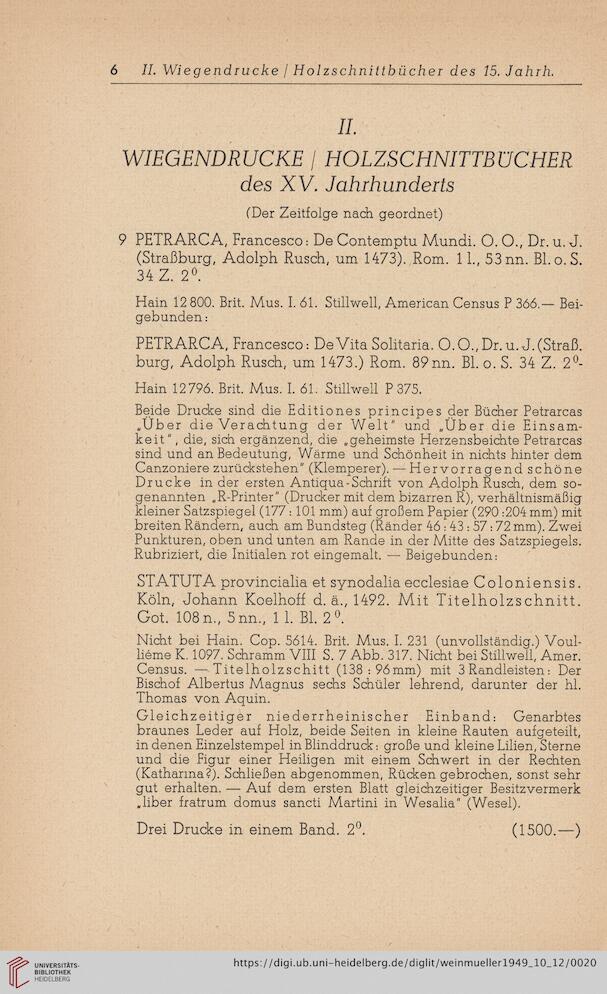 6 II. Wiegendrucke / Holzschnittbücher des 15. Jahrh.
II.
WIEGENDRUCKE / HOLZSCHNITTBÜCHER
des XV. Jahrhunderts
(Der Zeitfolge nach geordnet)
9 PETRARCA, Francesco: De Contemptu Mundi. O. O., Dr. u. J.
(Straßburg, Adolph Rusch, um 1473). Rom. 1 l., 53 nn. Bl. o. S.
34 Z. 2⁰.
Hain 12 800. Brit. Mus. I. 61. Stillwell, American Census P 366.— Bei-
gebunden:
PETRARCA, Francesco: De Vita Solitaria. O. O., Dr. u. J. (Straß.
burg, Adolph Rusch, um 1473.) Rom. 89 nn. Bl. o. S. 34 Z. 2⁰-
Hain 12796. Brit. Mus. I. 61. Stillwell P 375.
Beide Drucke sind die Editiones principes der Bücher Petrarcas
„Über die Verachtung der Welt" und „Über die Einsam-
keit", die, sich ergänzend, die „geheimste Herzensbeichte Petrarcas
sind und an Bedeutung, Wärme und Schönheit in nichts hinter dem
Canzoniere zurückstehen" (Klemperer). — Hervorragend schöne
Drucke in der ersten Antiqua-Schrift von Adolph Rusch, dem so-
genannten „R-Printer" (Drucker mit dem bizarren R), verhältnismäßig
kleiner Satzspiegel (177 : 101 mm) auf großem Papier (290 :204 mm) mit
breiten Rändern, auch am Bundsteg (Ränder 46 : 43 : 57 : 72 mm). Zwei
Punkturen, oben und unten am Rande in der Mitte des Satzspiegels.
Rubriziert, die Initialen rot eingemalt. — Beigebunden:
STATUTA provincialia et synodalia ecclesiae Coloniensis.
Köln, Johann Koelhoff d. ä., 1492. Mit Titelholzschnitt.
Got. 108 n., 5 nn., 1 l. Bl. 2⁰.
Nicht bei Hain. Cop. 5614. Brit. Mus. I. 231 (unvollständig.) Voul-
liéme K. 1097. Schramm VIII S. 7 Abb. 317. Nicht bei Stillwell, Amer.
Census. — Titelholzschitt (138 : 96 mm) mit 3 Randleisten: Der
Bischof Albertus Magnus sechs Schüler lehrend, darunter der hl.
Thomas von Aquin.
Gleichzeitiger niederrheinischer Einband: Genarbtes
braunes Leder auf Holz, beide Seiten in kleine Rauten aufgeteilt,
in denen Einzelstempel in Blinddruck: große und kleine Lilien, Sterne
und die Figur einer Heiligen mit einem Schwert in der Rechten
(Katharina?). Schließen abgenommen, Rücken gebrochen, sonst sehr
gut erhalten. — Auf dem ersten Blatt gleichzeitiger Besitzvermerk
„liber fratrum domus sancti Martini in Wesalia" (Wesel).
Drei Drucke in einem Band. 2⁰. (1500.—)
UNIVERSITÄTS-
BIBLIOTHEK
HEIDELBERG
https://digi.ub.uni-heidelberg.de/diglit/weinmueller1949_10_12/0020